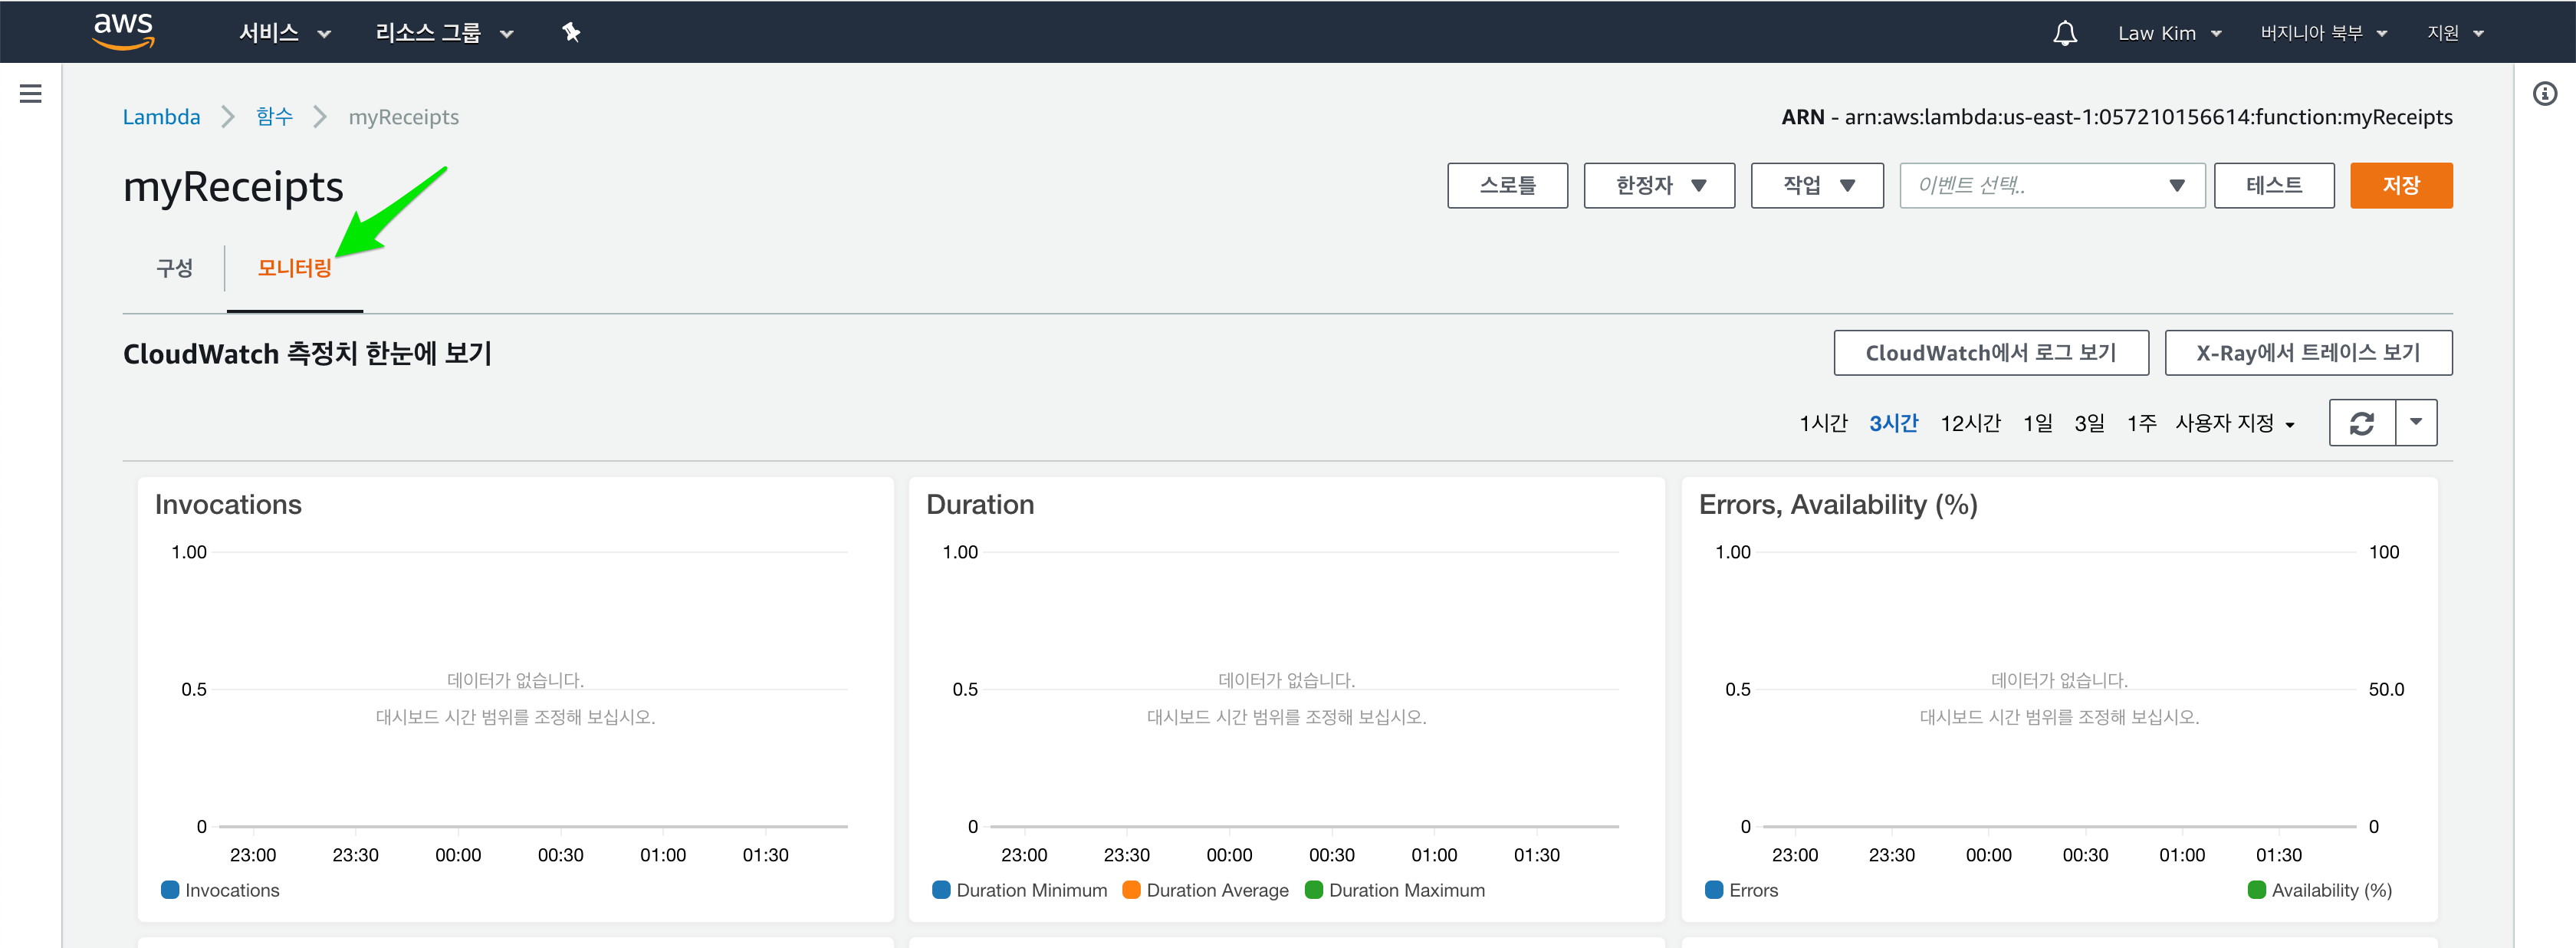 aws 서비스 리소스 그룹 Law Kim 버지니아 북부 지원
Lambda 함수 myReceipts ARN - arn:aws:lambda:us-east-1:057210156614:function:myReceipts
myReceipts 스로틀 한정자 작업 이벤트 선택.. 테스트 저장
구성 모니터링
CloudWatch 측정치 한눈에 보기 CloudWatch에서 로그 보기 X-Ray에서 트레이스 보기
1시간 3시간 12시간 1일 3일 1주 사용자 지정
Invocations
1.00
0.5
데이터가 없습니다.
대시보드 시간 범위를 조정해 보십시오.
0
23:00 23:30 00:00 00:30 01:00 01:30
Invocations
Duration
1.00
0.5
데이터가 없습니다.
대시보드 시간 범위를 조정해 보십시오.
0
23:00 23:30 00:00 00:30 01:00 01:30
Duration Minimum Duration Average Duration Maximum
Errors, Availability (%)
1.00 100
데이터가 없습니다.
0.5 50.0
대시보드 시간 범위를 조정해 보십시오.
0 0
23:00 23:30 00:00 00:30 01:00 01:30
Errors Availability (%)